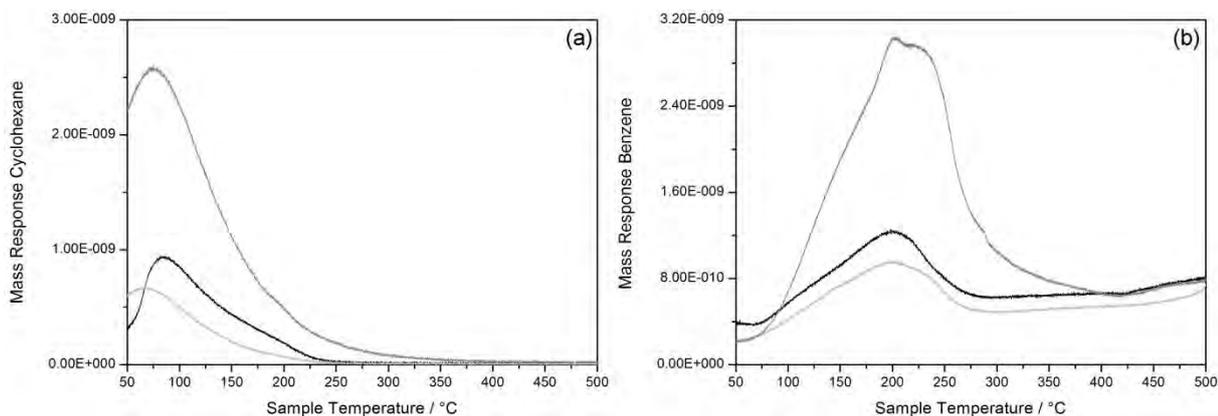 (a)
Mass Response Cyclohexane
3.00E-009
2.00E-009
1.00E-009
0.00E+000
50 100 150 200 250 300 350 400 450 500
Sample Temperature / °C
(b)
Mass Response Benzene
3.20E-009
2.40E-009
1.60E-009
8.00E-010
0.00E+000
50 100 150 200 250 300 350 400 450 500
Sample Temperature / °C